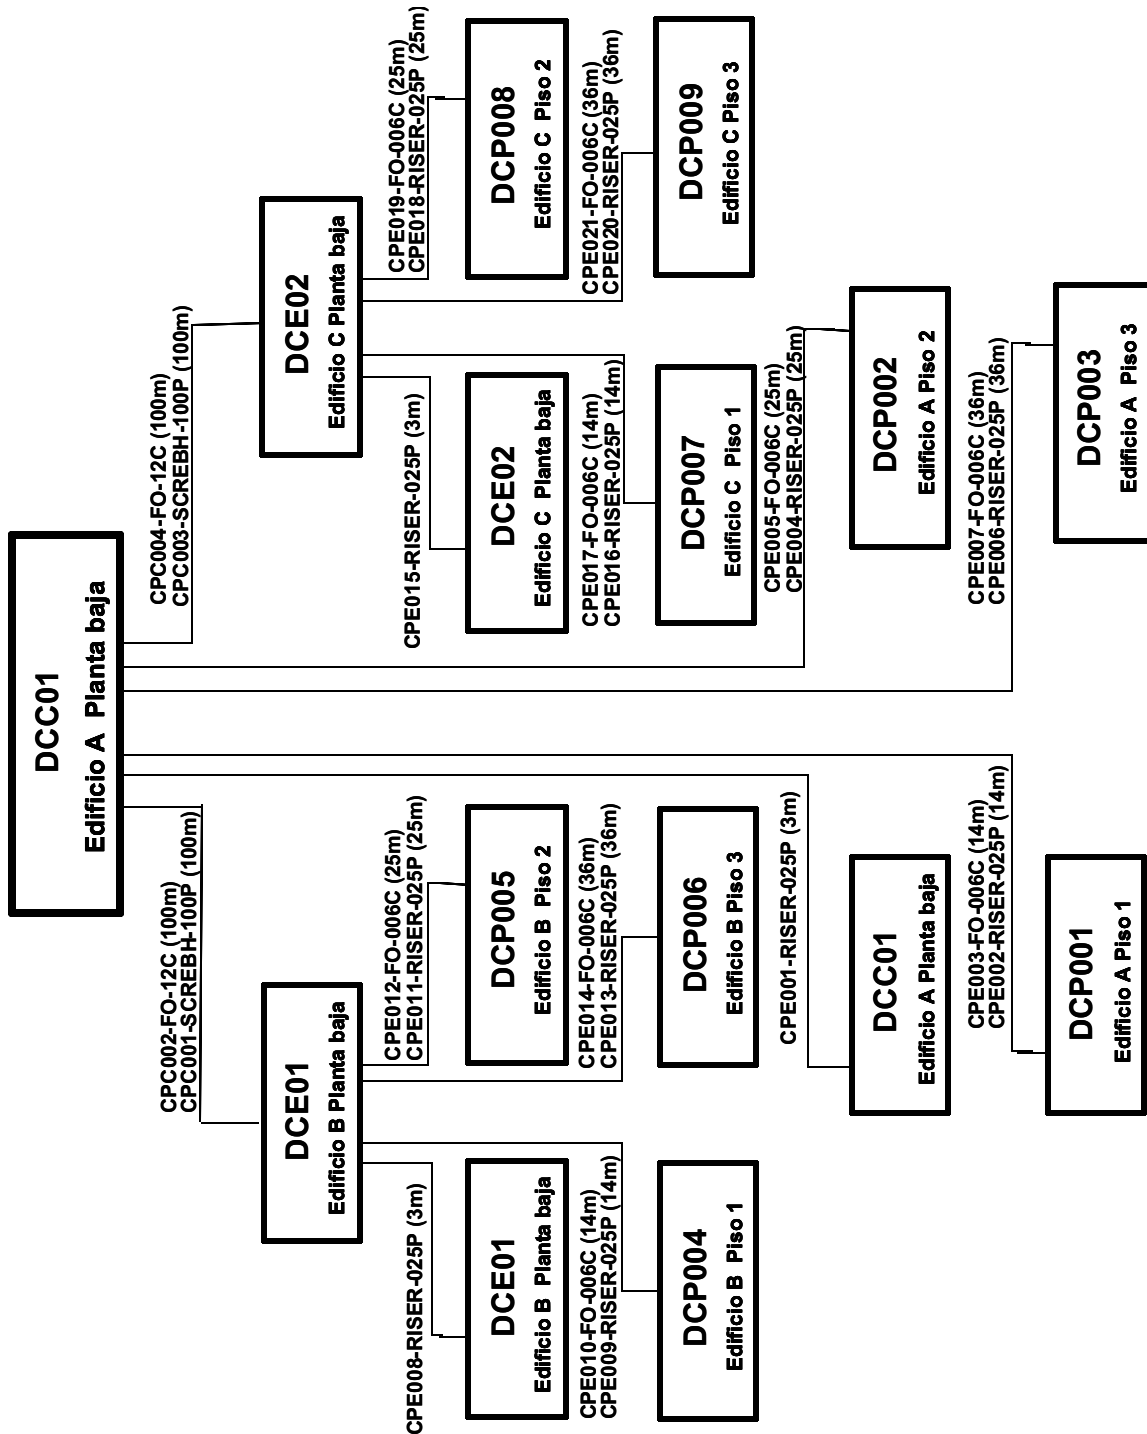 DCC01
Edificio A Planta baja
CPC002-FO-12C (100m)
CPC001-SCREBH-100P (100m)
CPC004-FO-12C (100m)
CPC003-SCREBH-100P (100m)
DCE01
Edificio B Planta baja
DCE02
Edificio C Planta baja
CPE008-RISER-025P (3m)
CPE012-FO-006C (25m)
CPE011-RISER-025P (25m)
CPE015-RISER-025P (3m)
CPE019-FO-006C (25m)
CPE018-RISER-025P (25m)
DCE01
Edificio B Planta baja
DCP005
Edificio B Piso 2
DCE02
Edificio C Planta baja
DCP008
Edificio C Piso 2
CPE010-FO-006C (14m)
CPE009-RISER-025P (14m)
CPE014-FO-006C (36m)
CPE013-RISER-025P (36m)
CPE017-FO-006C (14m)
CPE016-RISER-025P (14m)
CPE021-FO-006C (36m)
CPE020-RISER-025P (36m)
DCP004
Edificio B Piso 1
DCP006
Edificio B Piso 3
DCP007
Edificio C Piso 1
DCP009
Edificio C Piso 3
CPE001-RISER-025P (3m)
CPE005-FO-006C (25m)
CPE004-RISER-025P (25m)
DCC01
Edificio A Planta baja
DCP002
Edificio A Piso 2
CPE003-FO-006C (14m)
CPE002-RISER-025P (14m)
CPE007-FO-006C (36m)
CPE006-RISER-025P (36m)
DCP001
Edificio A Piso 1
DCP003
Edificio A Piso 3